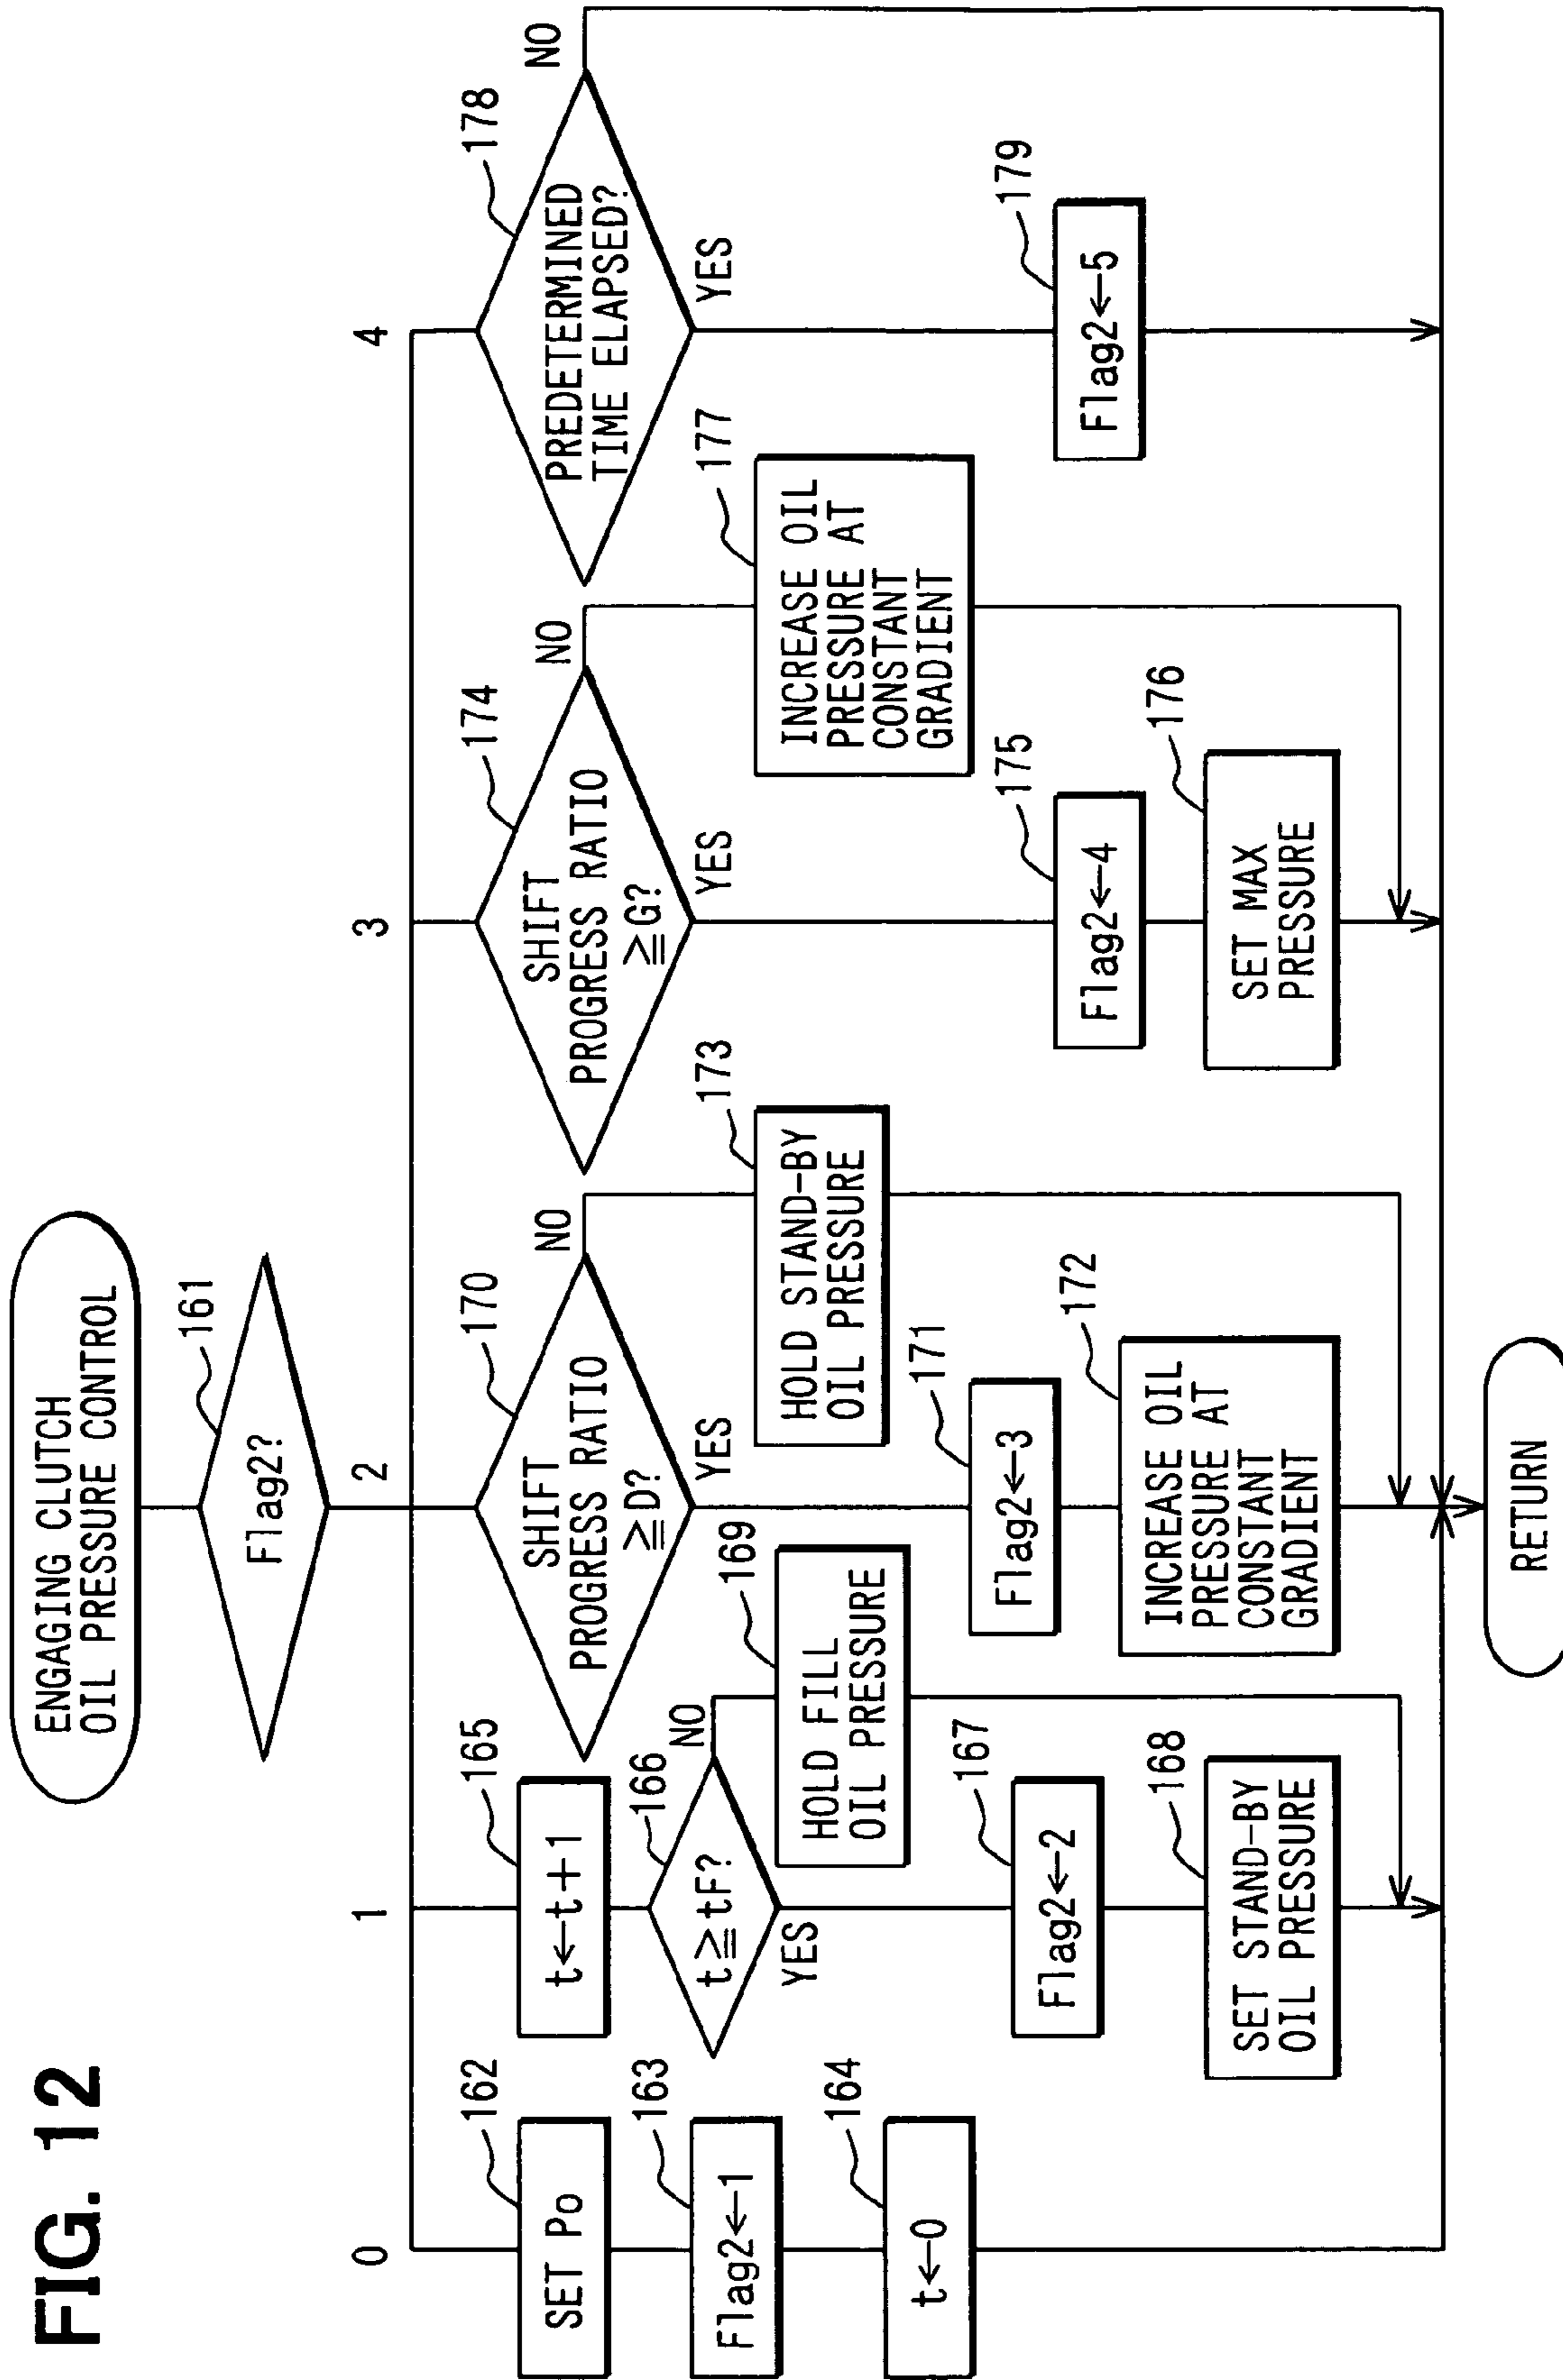 FIG. 12
ENGAGING CLUTCH
OIL PRESSURE CONTROL
161
Flag2?
0
1
2
3
4
162
SET Po
163
Flag2←1
164
t←0
165
t←t+1
166
t≧tF?
NO
YES
169
HOLD FILL
OIL PRESSURE
167
Flag2←2
168
SET STAND-BY
OIL PRESSURE
170
SHIFT
PROGRESS RATIO
≧D?
NO
YES
173
HOLD STAND-BY
OIL PRESSURE
171
Flag2←3
172
INCREASE OIL
PRESSURE AT
CONSTANT
GRADIENT
174
SHIFT
PROGRESS RATIO
≧G?
NO
YES
177
INCREASE OIL
PRESSURE AT
CONSTANT
GRADIENT
175
Flag2←4
176
SET MAX
PRESSURE
178
PREDETERMINED
TIME ELAPSED?
NO
YES
179
Flag2←5
RETURN